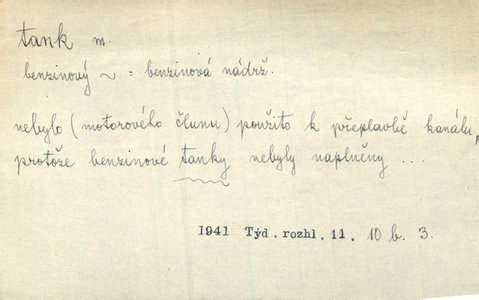 tank m.
benzinový ~ = benzinová nádrž.
nebylo (motorového člunu) použito k přeplavbě kanálu,
protože benzinové tanky nebyly naplněny ...
1941 Týd. rozhl. 11. 10 b. 3.